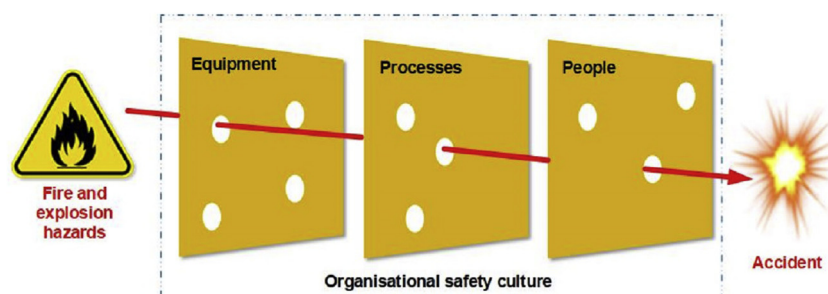 Equipment
Processes
People
Fire and
explosion
hazards
Accident
Organisational safety culture